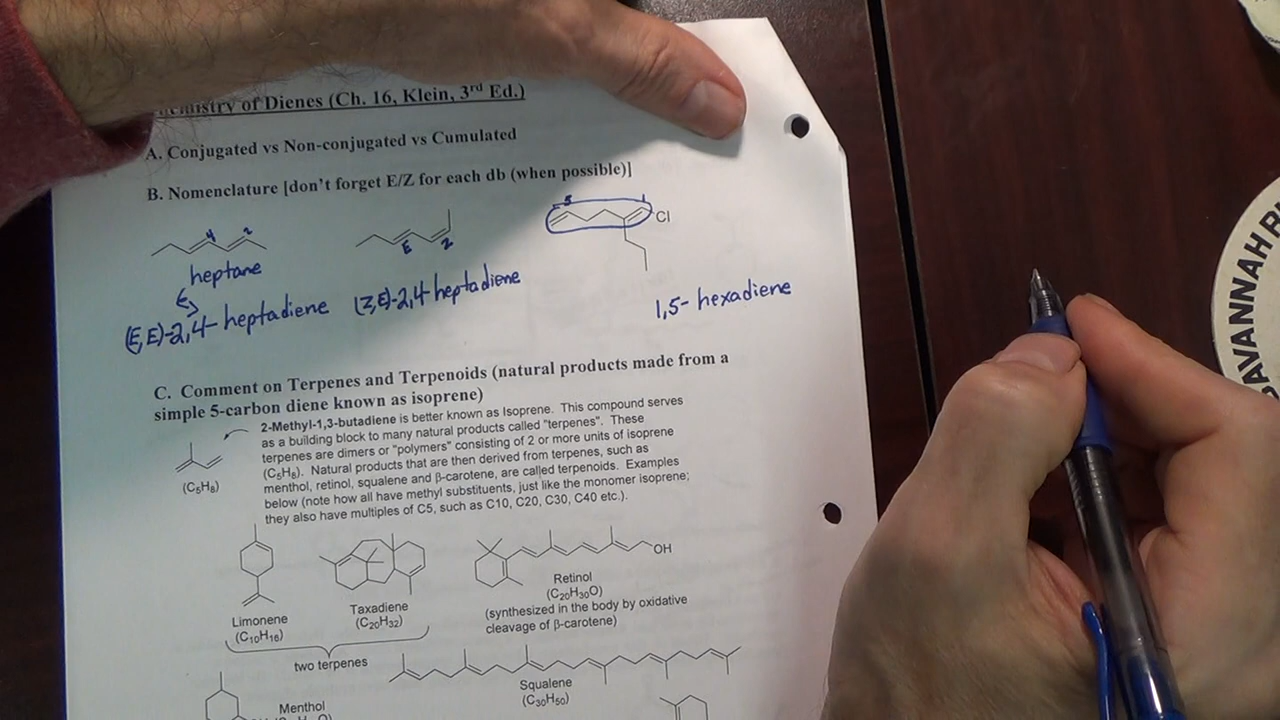 of Dienes (Ch. 16, Klein, 3rd Ed.)
A. Conjugated vs Non-conjugated vs Cumulated
B. Nomenclature [don't forget E/Z for each db (when possible)]
4 2
E 2
5 1
Cl
heptane
E
(E,E)-2,4-heptadiene
(Z,E)-2,4 heptadiene
1,5-hexadiene
C. Comment on Terpenes and Terpenoids (natural products made from a
simple 5-carbon diene known as isoprene)
2-Methyl-1,3-butadiene is better known as Isoprene. This compound serves
as a building block to many natural products called "terpenes". These
terpenes are dimers or "polymers" consisting of 2 or more units of isoprene
(C5H8). Natural products that are then derived from terpenes, such as
menthol, retinol, squalene and β-carotene, are called terpenoids. Examples
below (note how all have methyl substituents, just like the monomer isoprene;
they also have multiples of C5, such as C10, C20, C30, C40 etc.).
(C5H8)
OH
Limonene
(C10H16)
Taxadiene
(C20H32)
two terpenes
Retinol
(C20H30O)
(synthesized in the body by oxidative
cleavage of β-carotene)
Squalene
(C30H50)
Menthol
SAVANNAH